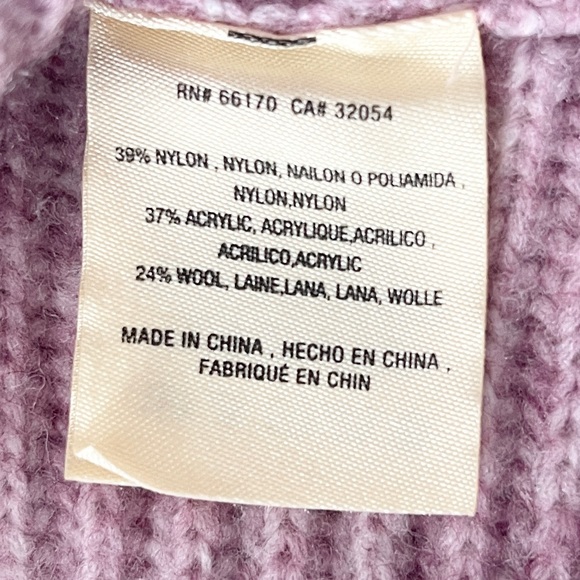 RN# 66170 CA# 32054
39% NYLON , NYLON, NAILON O POLIAMIDA ,
NYLON,NYLON
37% ACRYLIC, ACRYLIQUE,ACRILICO ,
ACRILICO,ACRYLIC
24% WOOL, LAINE,LANA, LANA, WOLLE
MADE IN CHINA , HECHO EN CHINA ,
FABRIQUÉ EN CHIN